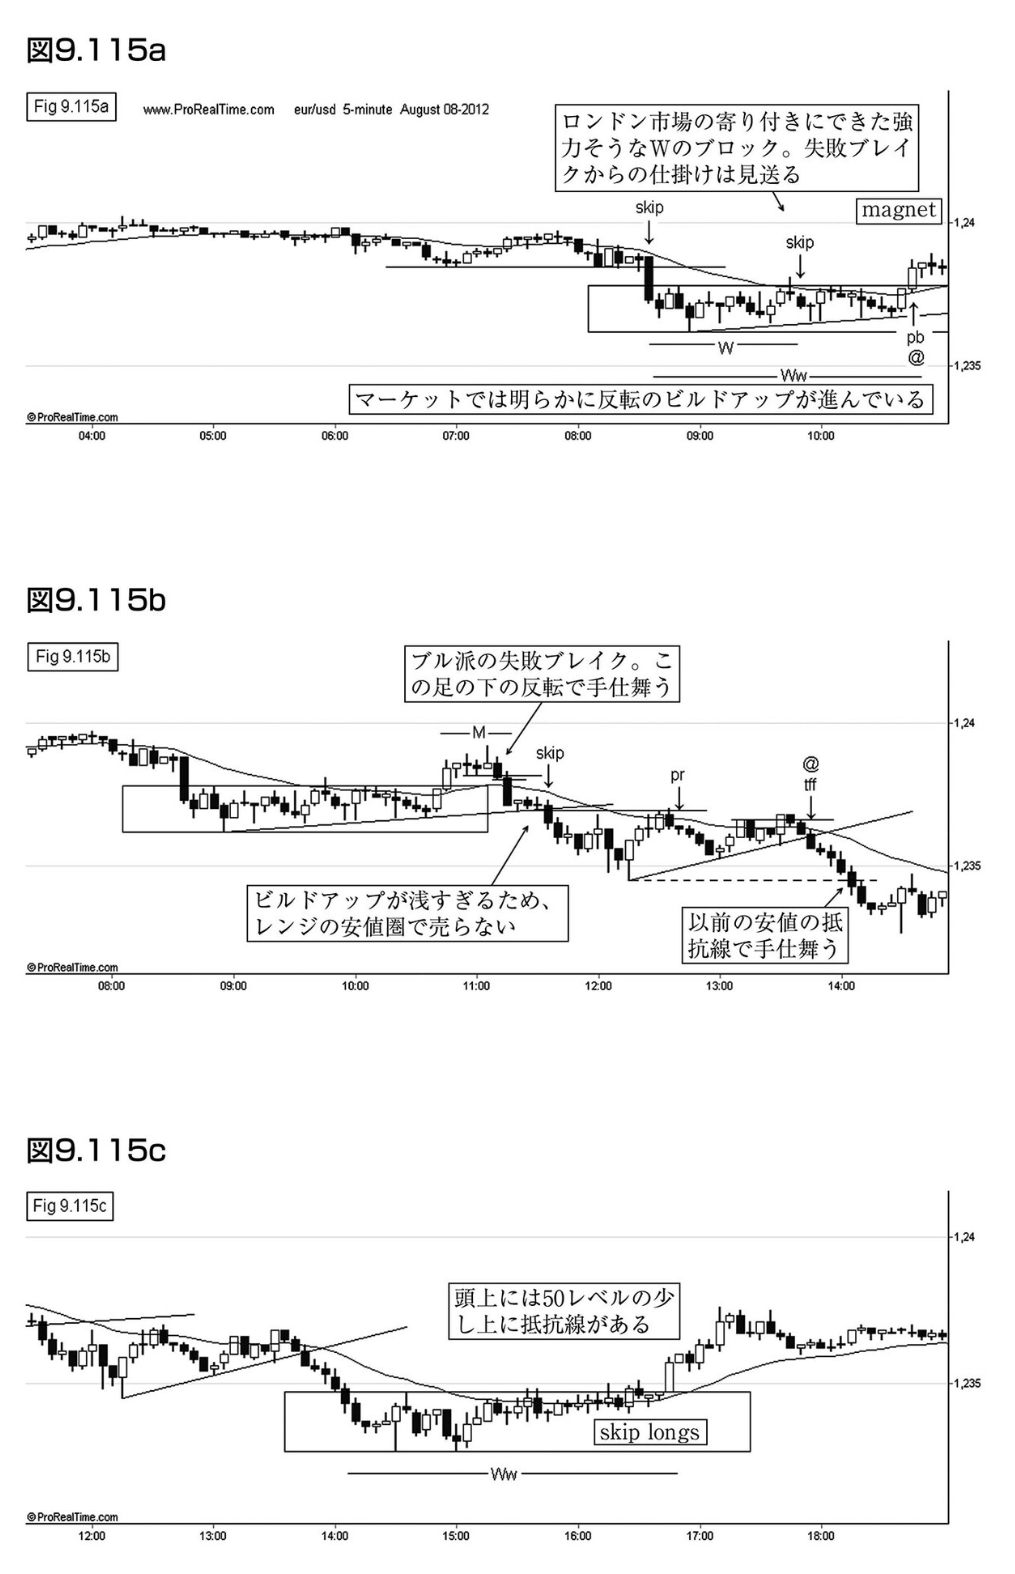 図9.115a
Fig 9.115a
www.ProRealTime.com eur/usd 5-minute August 08-2012
ロンドン市場の寄り付きにできた強
力そうなWのブロック。失敗ブレイ
クからの仕掛けは見送る
magnet
1,24
skip
skip
W
pb
@
1,235
Ww
マーケットでは明らかに反転のビルドアップが進んでいる
©ProRealTime.com
04:00 05:00 06:00 07:00 08:00 09:00 10:00
図9.115b
Fig 9.115b
ブル派の失敗ブレイク。こ
の足の下の反転で手仕舞う
M
1,24
skip
@
pr
tff
1,235
ビルドアップが浅すぎるため、
レンジの安値圏で売らない
以前の安値の抵
抗線で手仕舞う
©ProRealTime.com
08:00 09:00 10:00 11:00 12:00 13:00 14:00
図9.115c
Fig 9.115c
1,24
頭上には50レベルの少
し上に抵抗線がある
1,235
skip longs
Ww
©ProRealTime.com
12:00 13:00 14:00 15:00 16:00 17:00 18:00